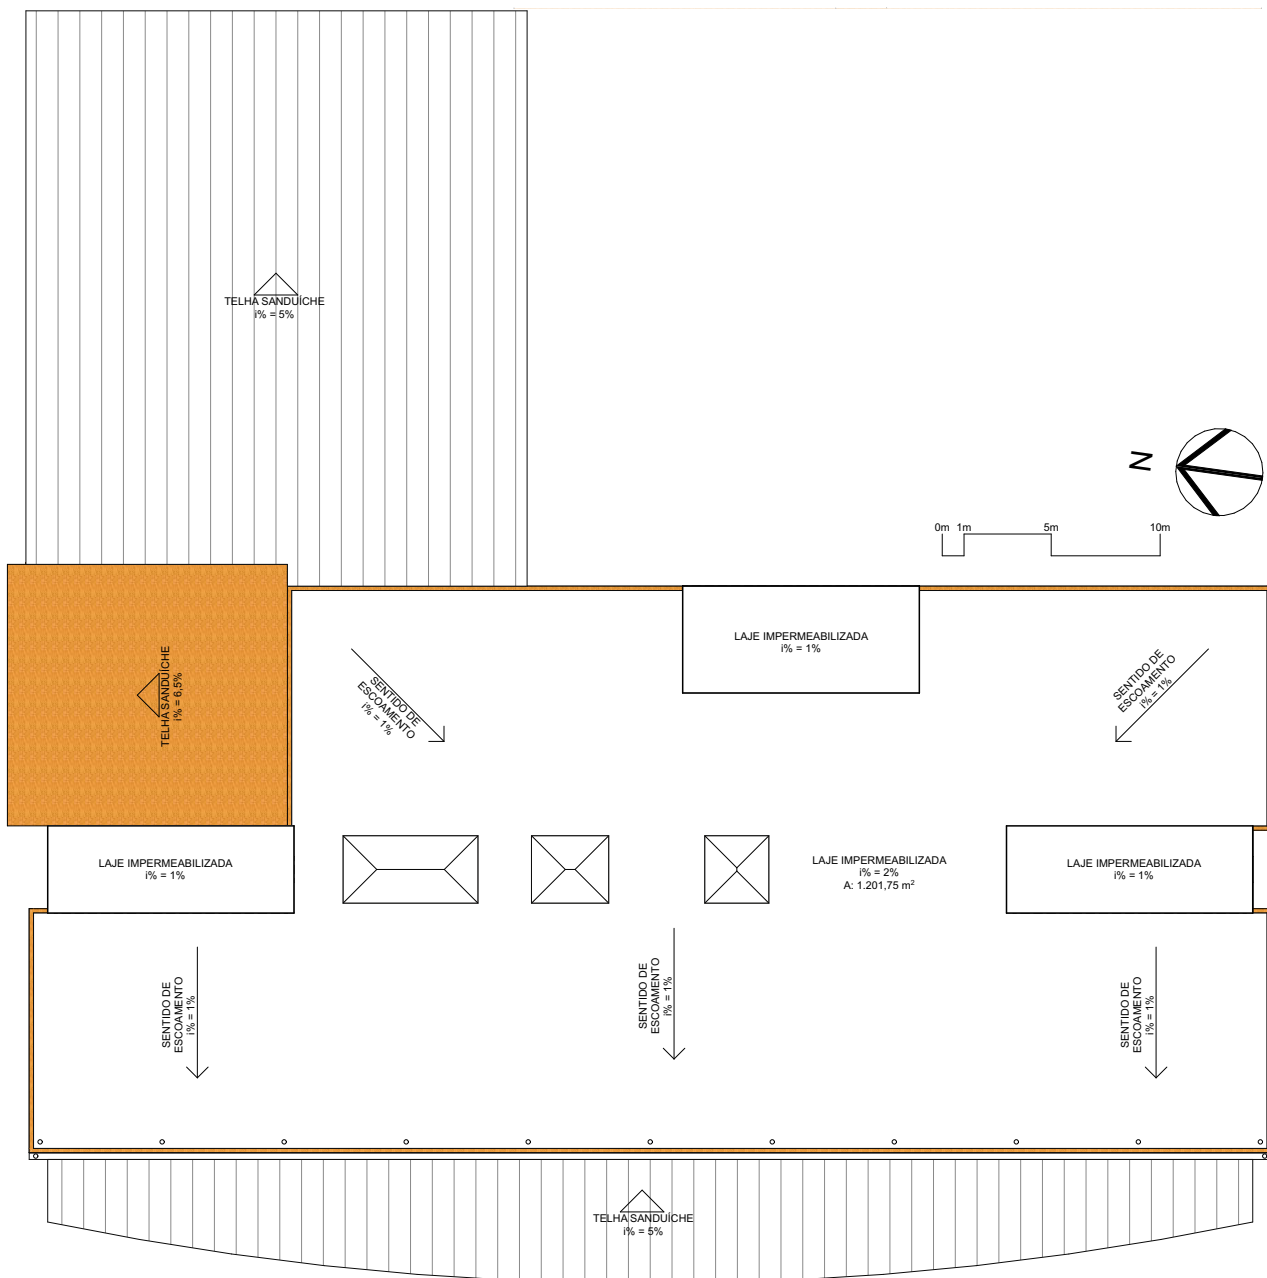 TELHA SANDUÍCHE
i% = 5%
N
0m 1m 5m 10m
LAJE IMPERMEABILIZADA
i% = 1%
TELHA SANDUÍCHE
i% = 6,5%
SENTIDO DE
ESCOAMENTO
i% = 1%
SENTIDO DE
ESCOAMENTO
i% = 1%
LAJE IMPERMEABILIZADA
i% = 1%
LAJE IMPERMEABILIZADA
i% = 2%
A: 1.201,75 m²
LAJE IMPERMEABILIZADA
i% = 1%
SENTIDO DE
ESCOAMENTO
i% = 1%
SENTIDO DE
ESCOAMENTO
i% = 1%
SENTIDO DE
ESCOAMENTO
i% = 1%
TELHA SANDUÍCHE
i% = 5%